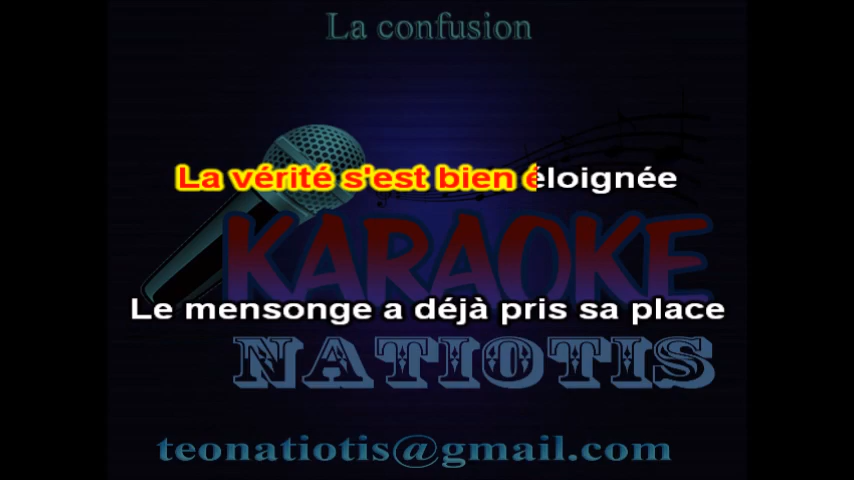 La confusion
La vérité s'est bien éloignée
KARAOKE
Le mensonge a déjà pris sa place
NATIOTIS
teonatiotis@gmail.com